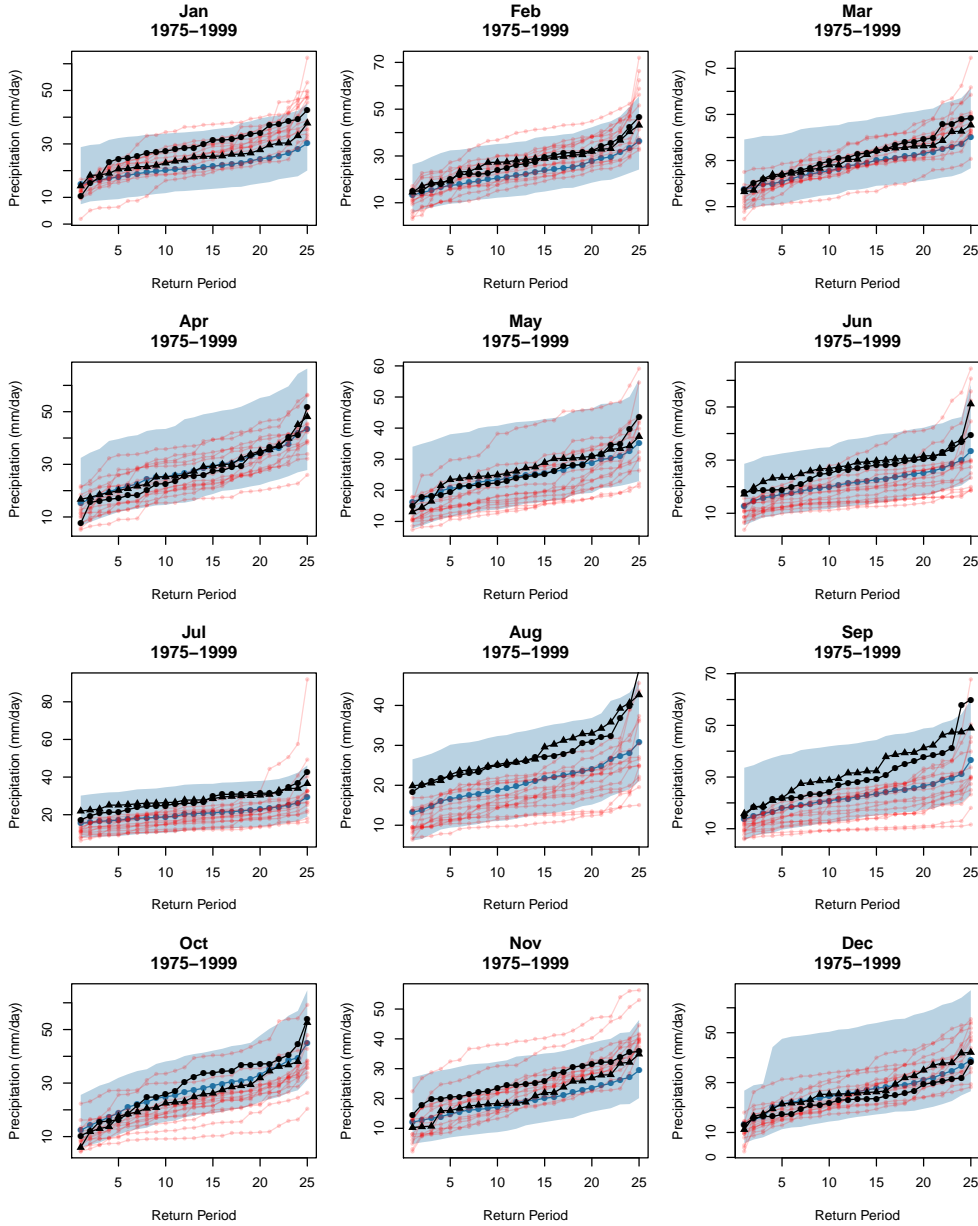 Jan
1975−1999
Precipitation (mm/day)
0 10 30 50
5 10 15 20 25
Return Period
Feb
1975−1999
Precipitation (mm/day)
10 30 50 70
5 10 15 20 25
Return Period
Mar
1975−1999
Precipitation (mm/day)
10 30 50 70
5 10 15 20 25
Return Period
Apr
1975−1999
Precipitation (mm/day)
10 30 50
5 10 15 20 25
Return Period
May
1975−1999
Precipitation (mm/day)
10 20 30 40 50 60
5 10 15 20 25
Return Period
Jun
1975−1999
Precipitation (mm/day)
10 30 50
5 10 15 20 25
Return Period
Jul
1975−1999
Precipitation (mm/day)
20 40 60 80
5 10 15 20 25
Return Period
Aug
1975−1999
Precipitation (mm/day)
10 20 30 40
5 10 15 20 25
Return Period
Sep
1975−1999
Precipitation (mm/day)
10 30 50 70
5 10 15 20 25
Return Period
Oct
1975−1999
Precipitation (mm/day)
10 30 50
5 10 15 20 25
Return Period
Nov
1975−1999
Precipitation (mm/day)
10 20 30 40 50
5 10 15 20 25
Return Period
Dec
1975−1999
Precipitation (mm/day)
0 10 30 50
5 10 15 20 25
Return Period